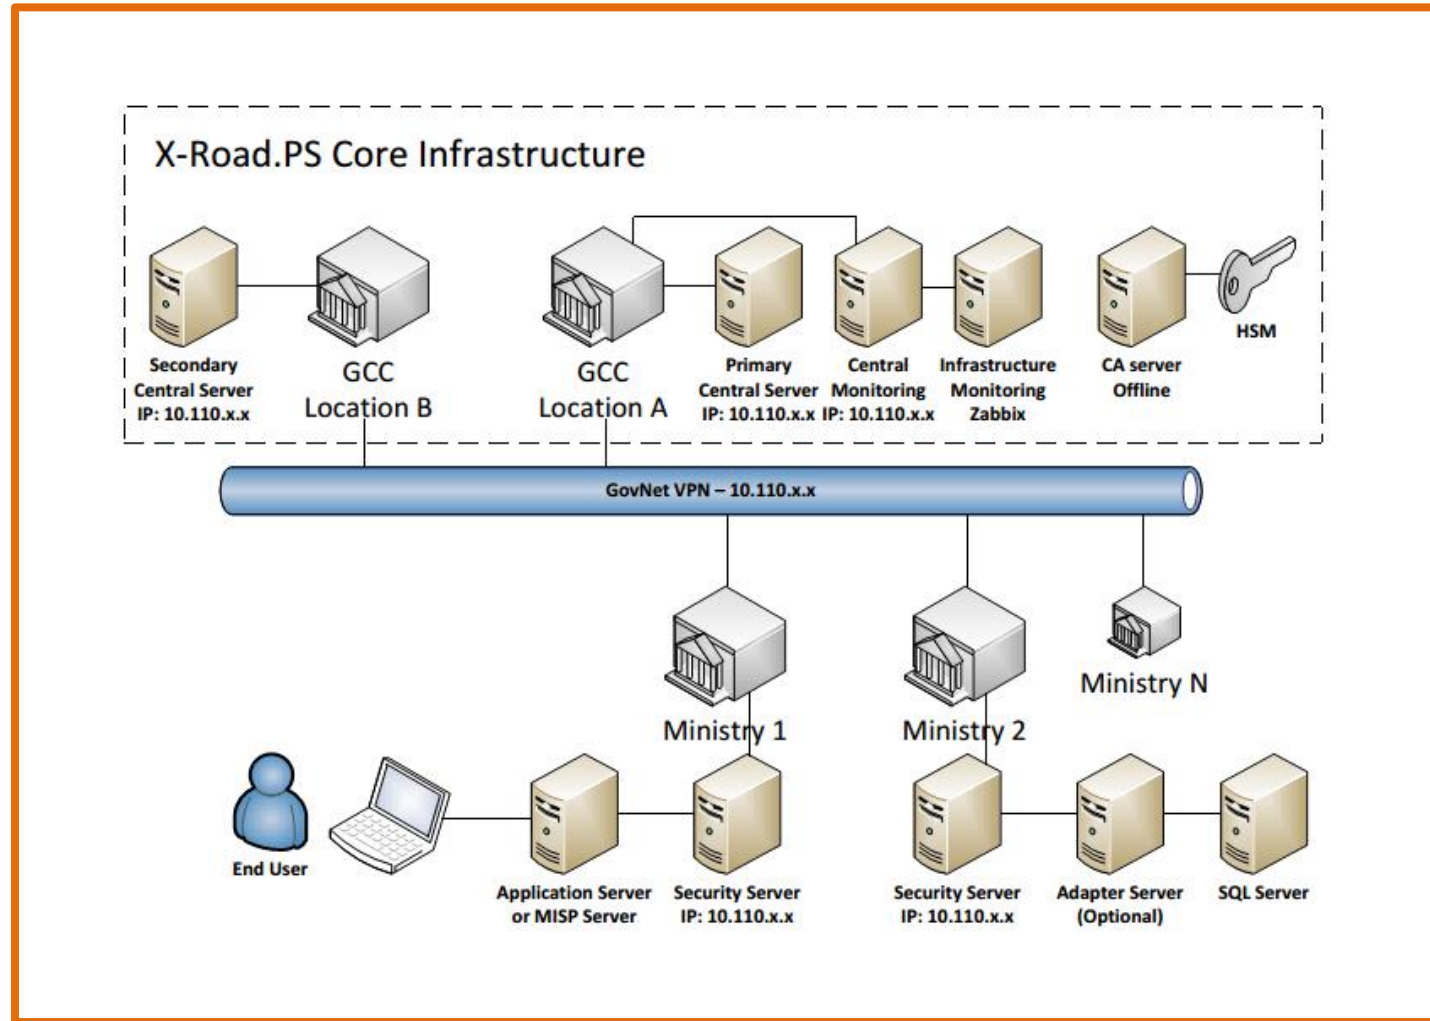 X-Road.PS Core Infrastructure
Secondary
Central Server
IP: 10.110.x.x
GCC
Location B
GCC
Location A
Primary
Central Server
IP: 10.110.x.x
Central
Monitoring
IP: 10.110.x.x
Infrastructure
Monitoring
Zabbix
CA server
Offline
HSM
GovNet VPN – 10.110.x.x
Ministry 1
Ministry 2
Ministry N
End User
Application Server
or MISP Server
Security Server
IP: 10.110.x.x
Security Server
IP: 10.110.x.x
Adapter Server
(Optional)
SQL Server